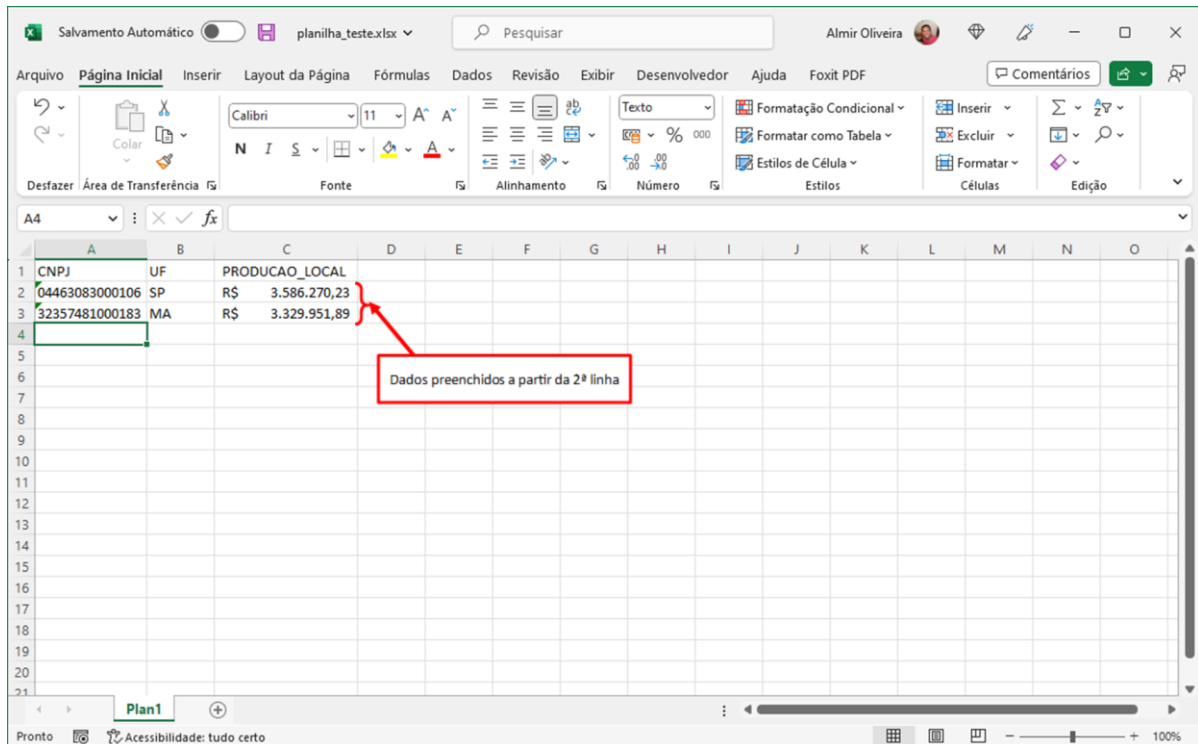 Salvamento Automático planilha_teste.xlsx Pesquisar Almir Oliveira
Arquivo Página Inicial Inserir Layout da Página Fórmulas Dados Revisão Exibir Desenvolvedor Ajuda Foxit PDF Comentários
Colar
Calibri 11 A^ A˅
N I S A
ab
Texto
% 000
Formatação Condicional
Formatar como Tabela
Estilos de Célula
Inserir
Excluir
Formatar
Desfazer Área de Transferência Fonte Alinhamento Número Estilos Células Edição
A4 fx
A B C D E F G H I J K L M N O
1 CNPJ UF PRODUCAO_LOCAL
2 04463083000106 SP R$ 3.586.270,23
3 32357481000183 MA R$ 3.329.951,89
4
5
6 Dados preenchidos a partir da 2ª linha
7
8
9
10
11
12
13
14
15
16
17
18
19
20
21
Plan1
Pronto Acessibilidade: tudo certo 100%